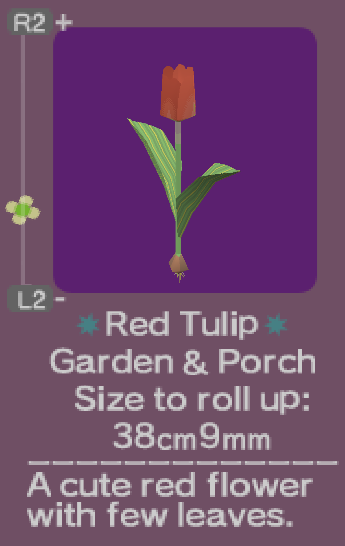 R2 +
L2 -
Red Tulip
Garden & Porch
Size to roll up:
38cm9mm
A cute red flower
with few leaves.